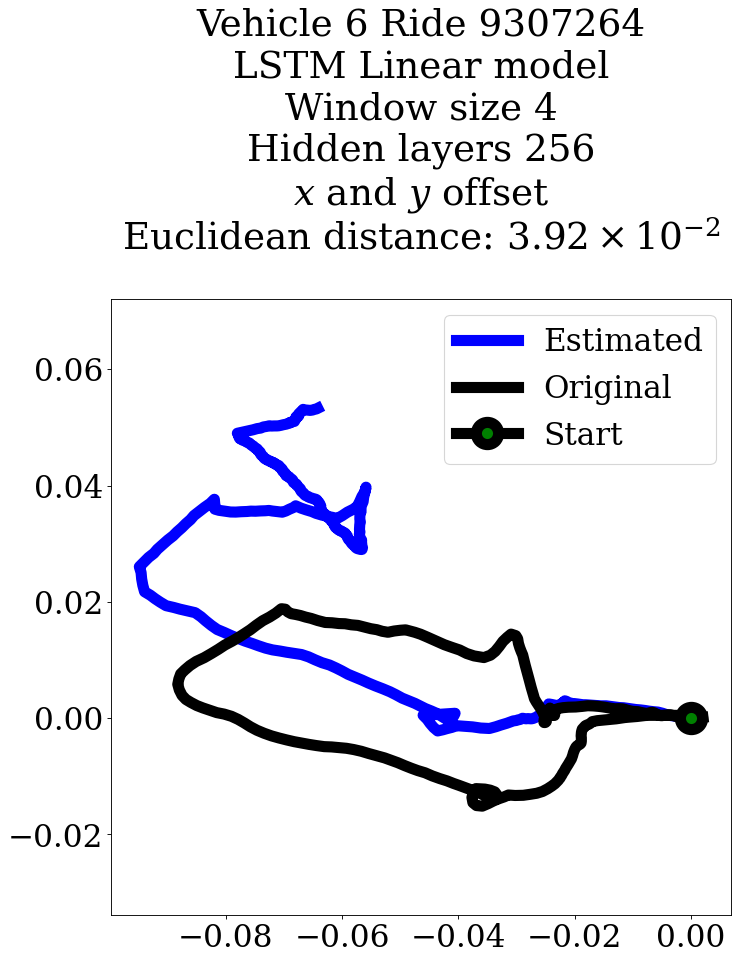 Vehicle 6 Ride 9307264
LSTM Linear model
Window size 4
Hidden layers 256
x and y offset
Euclidean distance: 3.92 × 10⁻²
Estimated
Original
Start
0.06
0.04
0.02
0.00
−0.02
−0.08 −0.06 −0.04 −0.02 0.00